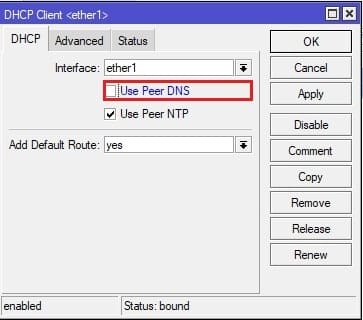 DHCP Client <ether1>
DHCP Advanced Status
OK
Interface: ether1
Cancel
Use Peer DNS
Apply
Use Peer NTP
Disable
Add Default Route: yes
Comment
Copy
Remove
Release
Renew
enabled Status: bound